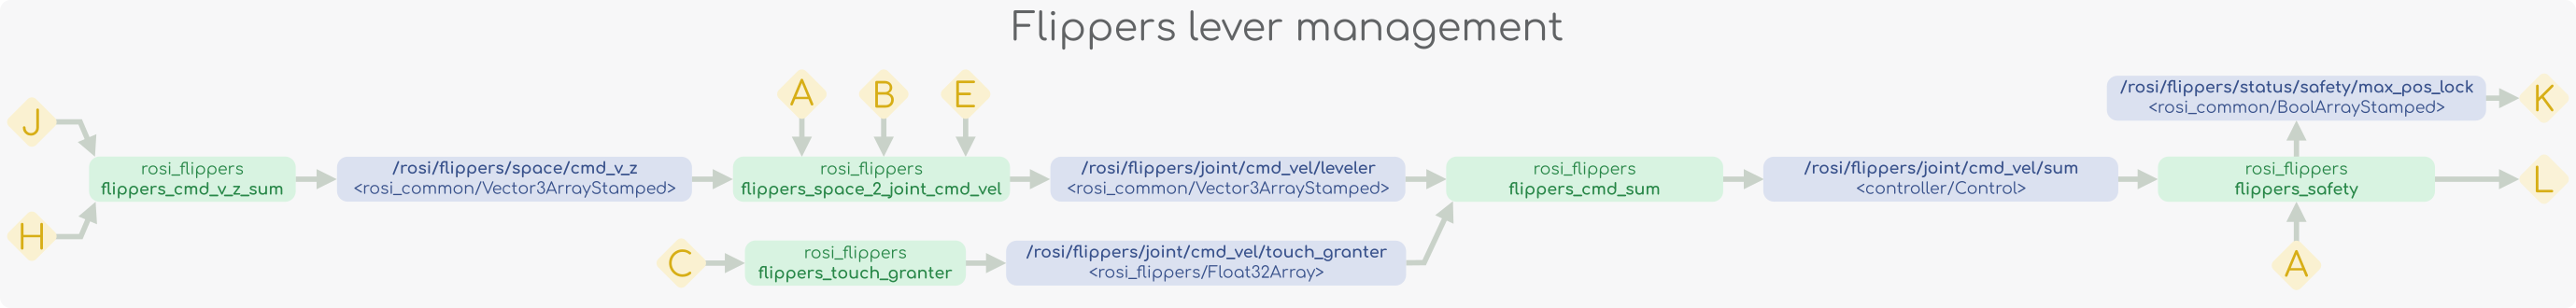 Flippers lever management
J
H
rosi_flippers
flippers_cmd_v_z_sum
/rosi/flippers/space/cmd_v_z
<rosi_common/Vector3ArrayStamped>
A
B
E
rosi_flippers
flippers_space_2_joint_cmd_vel
/rosi/flippers/joint/cmd_vel/leveler
<rosi_common/Vector3ArrayStamped>
C
rosi_flippers
flippers_touch_granter
/rosi/flippers/joint/cmd_vel/touch_granter
<rosi_flippers/Float32Array>
rosi_flippers
flippers_cmd_sum
/rosi/flippers/joint/cmd_vel/sum
<controller/Control>
rosi_flippers
flippers_safety
/rosi/flippers/status/safety/max_pos_lock
<rosi_common/BoolArrayStamped>
K
L
A